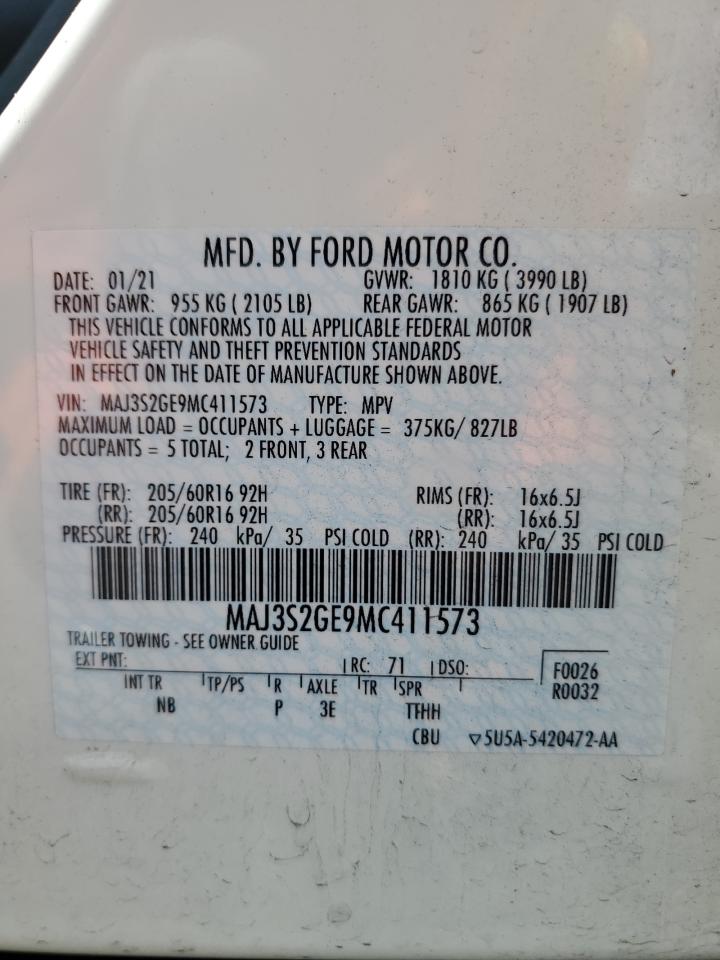 MFD. BY FORD MOTOR CO.
DATE: 01/21 GVWR: 1810 KG ( 3990 LB)
FRONT GAWR: 955 KG ( 2105 LB) REAR GAWR: 865 KG ( 1907 LB)
THIS VEHICLE CONFORMS TO ALL APPLICABLE FEDERAL MOTOR
VEHICLE SAFETY AND THEFT PREVENTION STANDARDS
IN EFFECT ON THE DATE OF MANUFACTURE SHOWN ABOVE.
VIN: MAJ3S2GE9MC411573 TYPE: MPV
MAXIMUM LOAD = OCCUPANTS + LUGGAGE = 375KG/ 827LB
OCCUPANTS = 5 TOTAL; 2 FRONT, 3 REAR
TIRE (FR): 205/60R16 92H RIMS (FR): 16x6.5J
(RR): 205/60R16 92H (RR): 16x6.5J
PRESSURE (FR): 240 kPa/ 35 PSI COLD (RR): 240 kPa/ 35 PSI COLD
MAJ3S2GE9MC411573
TRAILER TOWING - SEE OWNER GUIDE
EXT PNT: RC: 71 DSO: F0026
INT TR TP/PS R AXLE TR SPR R0032
NB P 3E TTHH
CBU 5U5A-5420472-AA